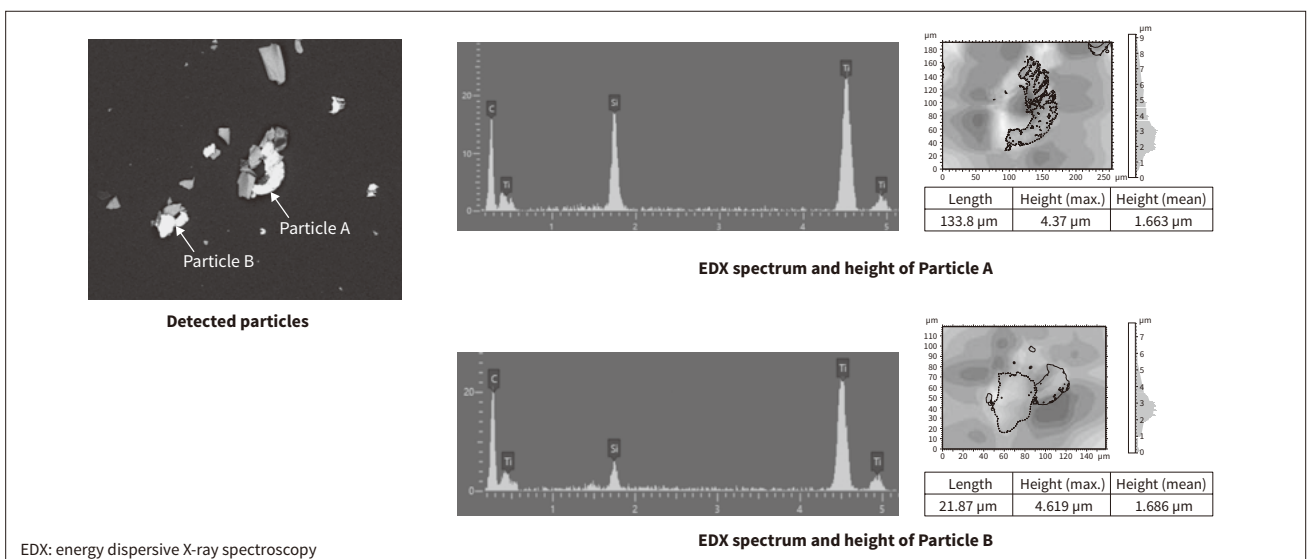 Particle A
Particle B
Detected particles
C
Ti
Si
Ti
Ti
20
10
0
1
2
3
4
5
EDX spectrum and height of Particle A
µm
180
160
140
120
100
80
60
40
20
0
0 50 100 150 200 250 µm
µm
9
8
7
6
5
4
3
2
1
0
Length Height (max.) Height (mean)
133.8 µm 4.37 µm 1.663 µm
C
Ti
Si
Ti
Ti
20
0
1
2
3
4
5
EDX spectrum and height of Particle B
µm
110
100
90
80
70
60
50
40
30
20
10
0
0 20 40 60 80 100 120 140 µm
µm
7
6
5
4
3
2
1
0
Length Height (max.) Height (mean)
21.87 µm 4.619 µm 1.686 µm
EDX: energy dispersive X-ray spectroscopy